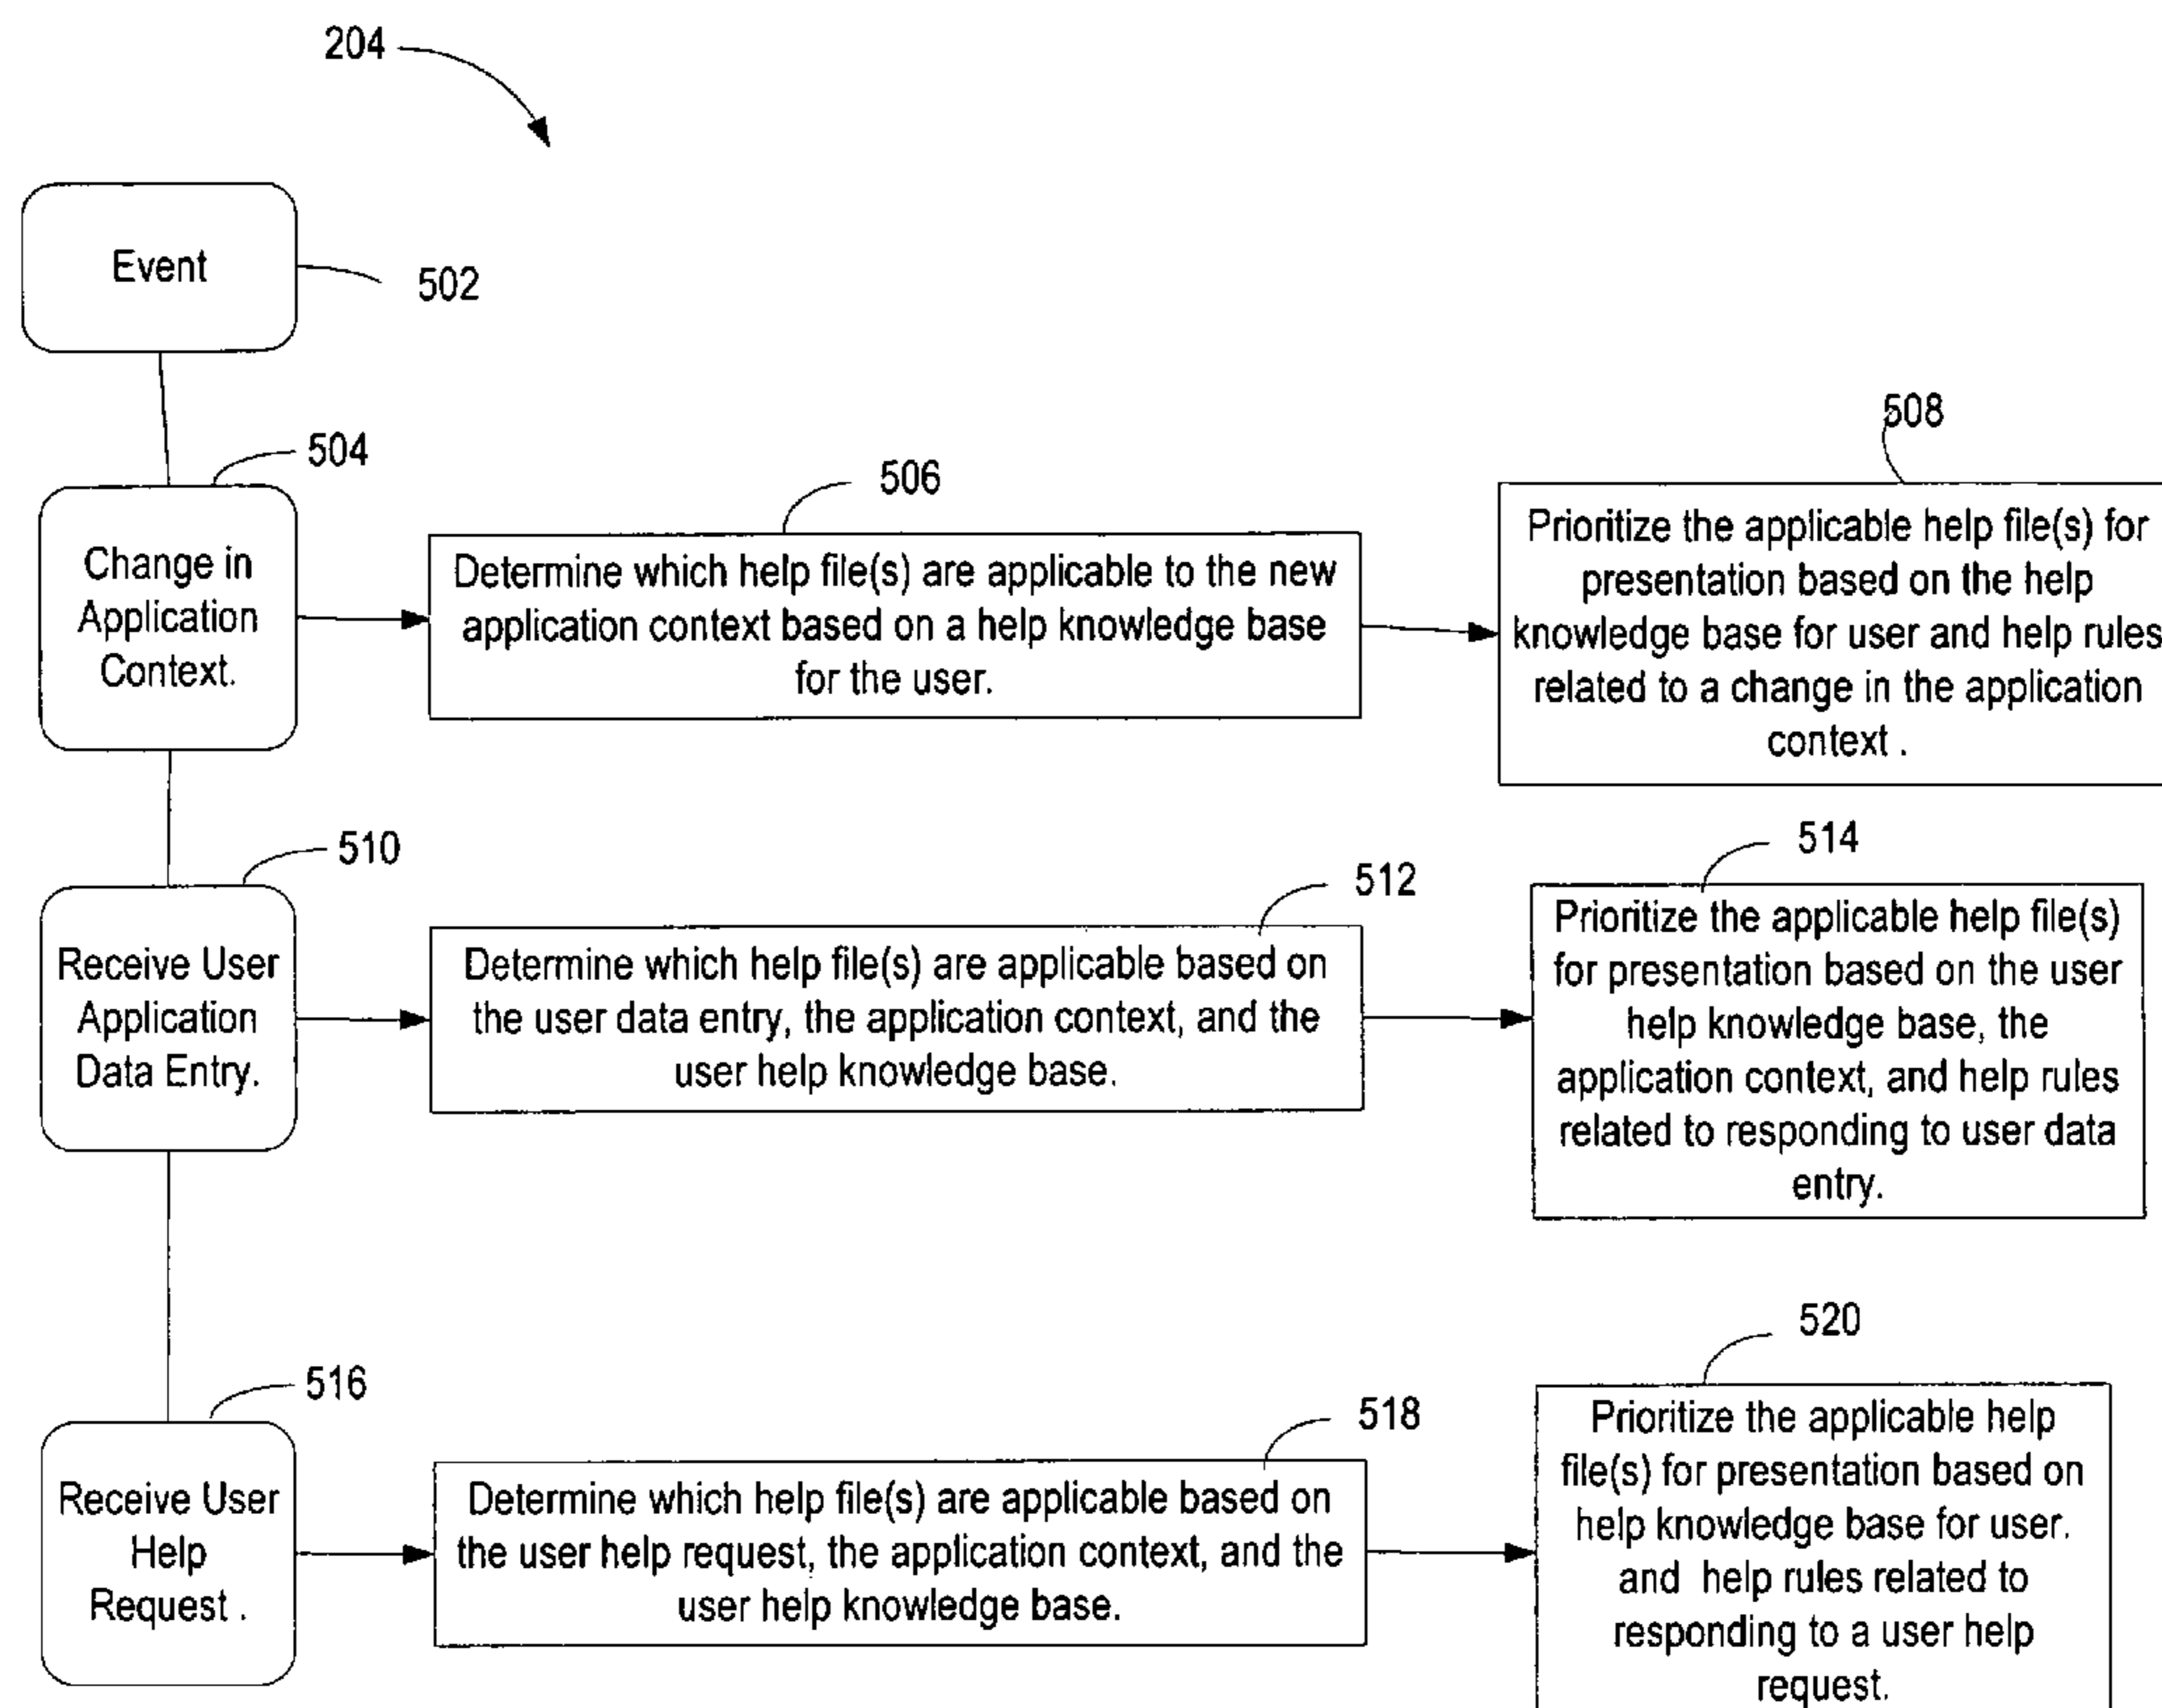 204
Event
502
504
Change in
Application
Context.
506
Determine which help file(s) are applicable to the new
application context based on a help knowledge base
for the user.
508
Prioritize the applicable help file(s) for
presentation based on the help
knowledge base for user and help rules
related to a change in the application
context .
510
Receive User
Application
Data Entry.
512
Determine which help file(s) are applicable based on
the user data entry, the application context, and the
user help knowledge base.
514
Prioritize the applicable help file(s)
for presentation based on the user
help knowledge base, the
application context, and help rules
related to responding to user data
entry.
516
Receive User
Help
Request .
518
Determine which help file(s) are applicable based on
the user help request, the application context, and the
user help knowledge base.
520
Prioritize the applicable help
file(s) for presentation based on
help knowledge base for user.
and help rules related to
responding to a user help
request.